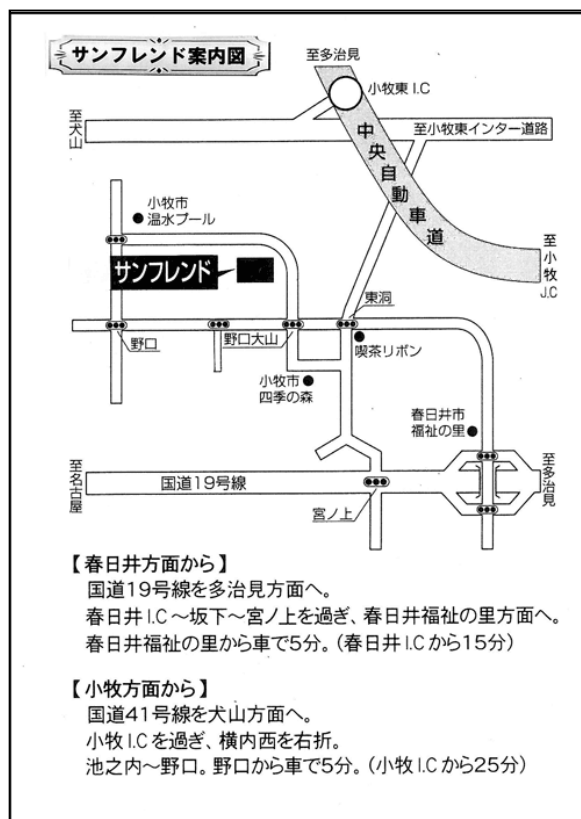 サンフレンド案内図
至多治見
小牧東I.C
至犬山
至小牧東インター道路
中央自動車道
小牧市
温水プール
至小牧J.C
サンフレンド
東洞
野口
野口大山
喫茶リボン
小牧市
四季の森
春日井市
福祉の里
至名古屋
国道19号線
至多治見
宮ノ上
【春日井方面から】
国道19号線を多治見方面へ。
春日井I.C～坂下～宮ノ上を過ぎ、春日井福祉の里方面へ。
春日井福祉の里から車で5分。(春日井I.Cから15分)
【小牧方面から】
国道41号線を犬山方面へ。
小牧I.Cを過ぎ、横内西を右折。
池之内～野口。野口から車で5分。(小牧I.Cから25分)